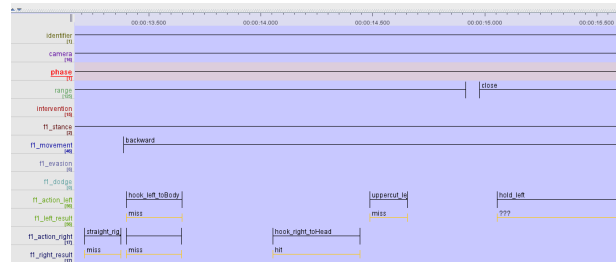 00:00:13.500 00:00:14.000 00:00:14.500 00:00:15.000 00:00:15.500
identifier
[1]
camera
phase
range close
intervention
f1_stance
[2]
f1_movement backward
f1_evasion
f1_dodge
f1_action_left hook_left_toBody uppercut_le hold_left
f1_left_result miss miss ???
f1_action_right straight_rig hook_right_toHead
f1_right_result miss miss hit